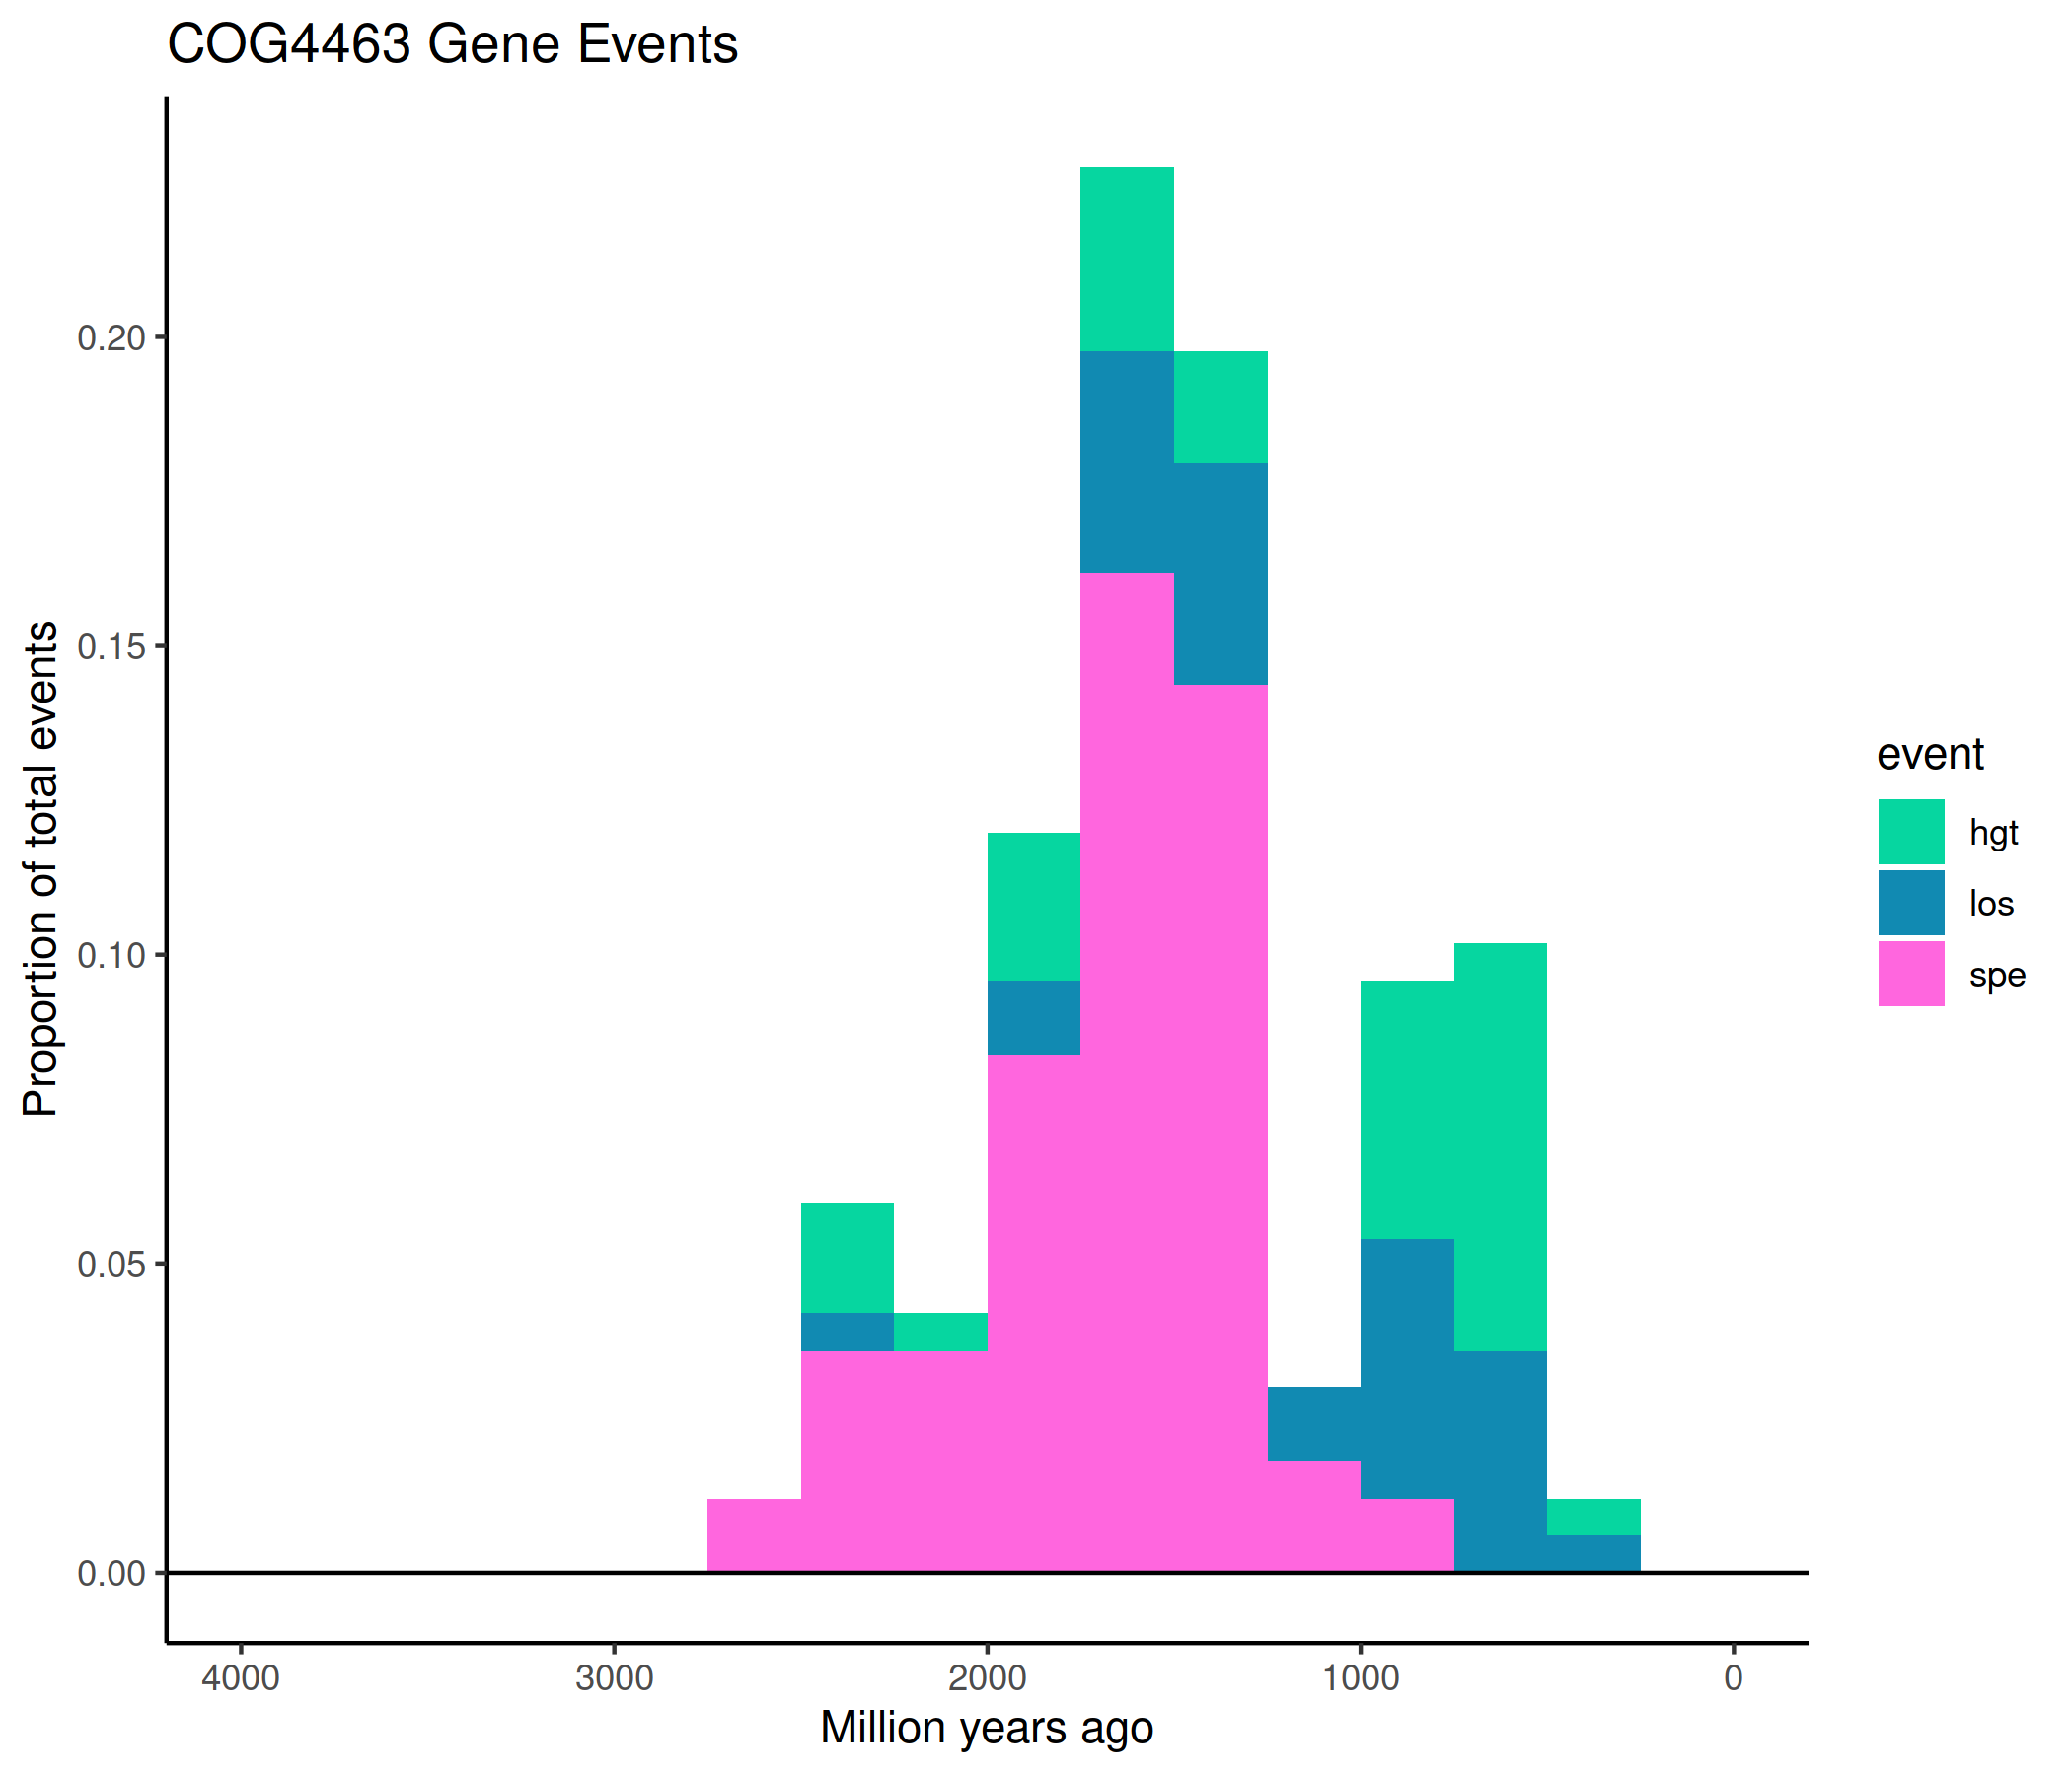 COG4463 Gene Events
Proportion of total events
0.20
0.15
0.10
0.05
0.00
4000 3000 2000 1000 0
Million years ago
event
hgt
los
spe